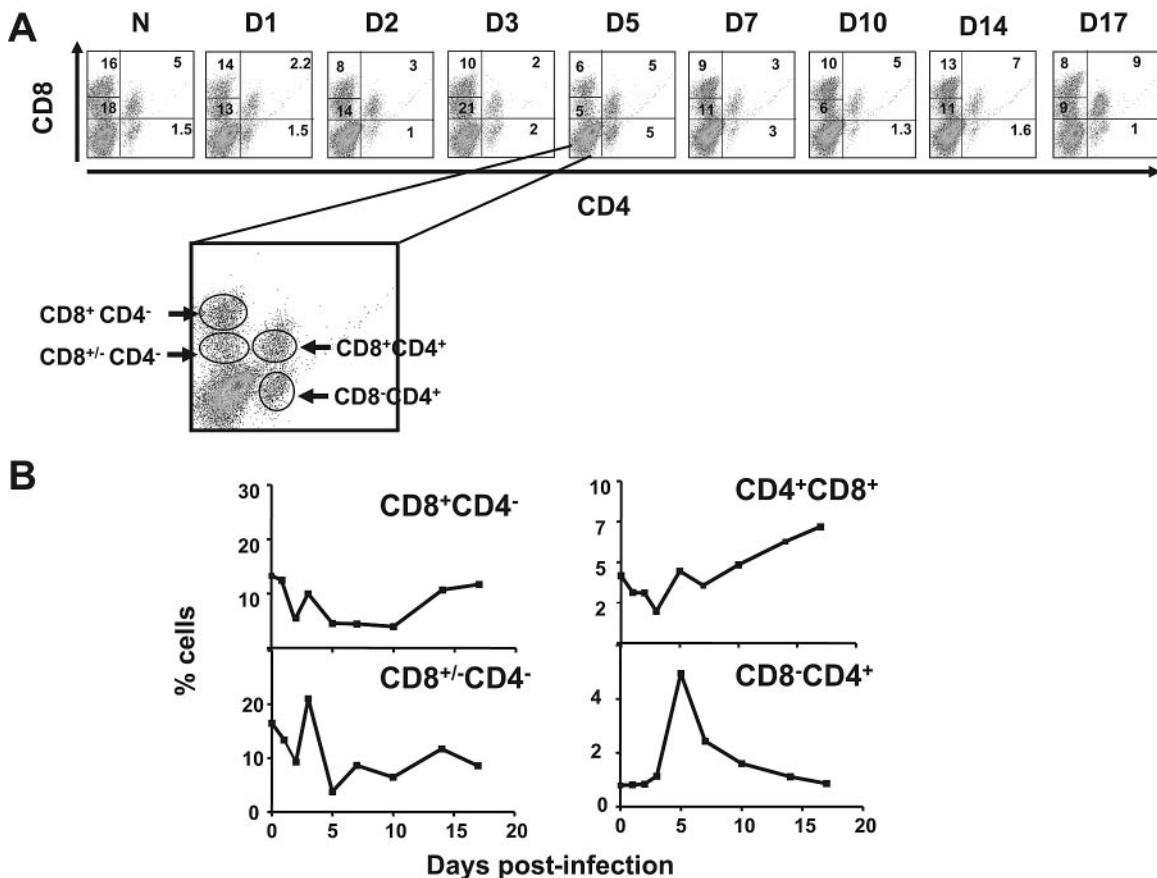 A
N D1 D2 D3 D5 D7 D10 D14 D17
16 5 14 2.2 8 3 10 2 6 5 9 3 10 5 13 7 8 9
18 13 14 21 5 11 6 11 9
1.5 1.5 1 2 5 3 1.3 1.6 1
CD8
CD4
CD8⁺ CD4⁻
CD8⁺/⁻ CD4⁻
CD8⁺CD4⁺
CD8⁻CD4⁺
B
% cells
CD8⁺CD4⁻
30
20
10
CD4⁺CD8⁺
10
7
5
2
CD8⁺/⁻CD4⁻
20
10
0
0 5 10 15 20
CD8⁻CD4⁺
4
2
0
0 5 10 15 20
Days post-infection